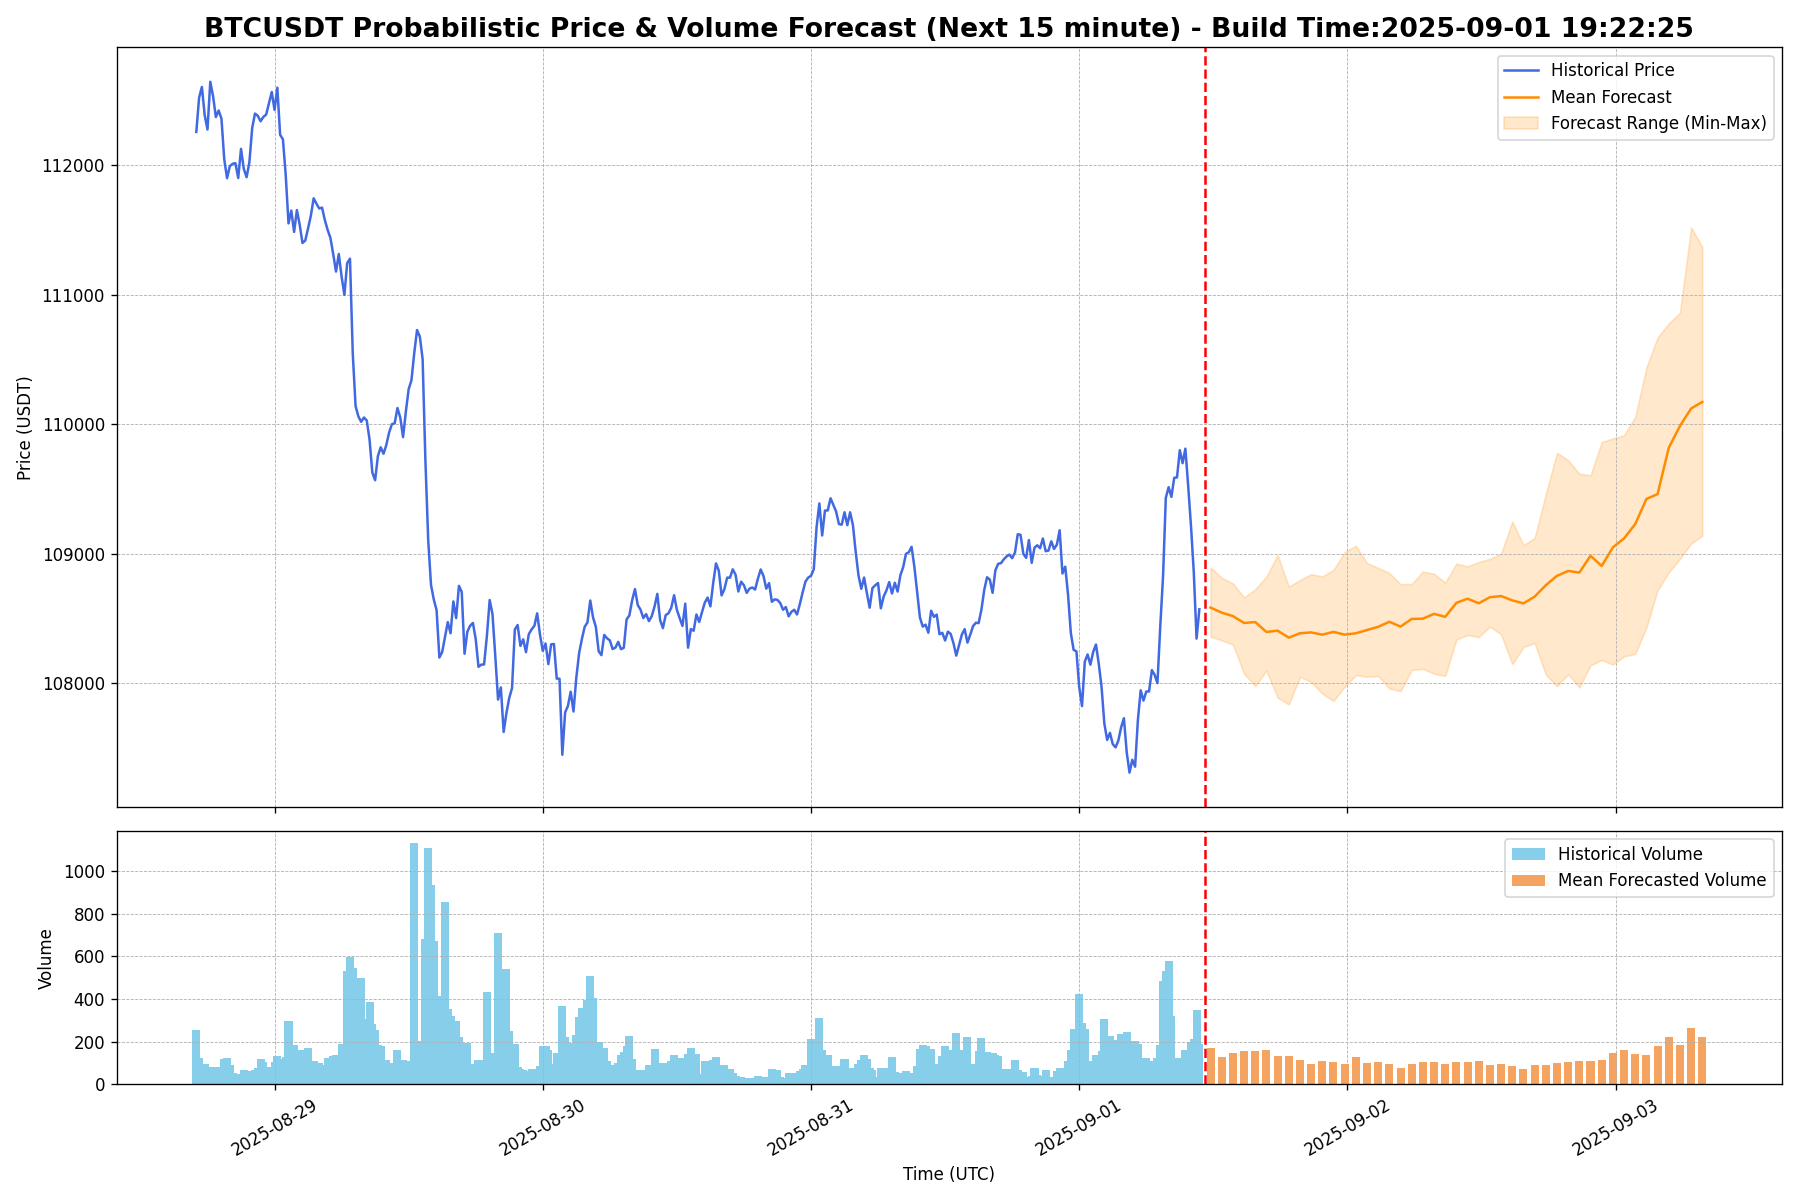 BTCUSDT Probabilistic Price & Volume Forecast (Next 15 minute) - Build Time:2025-09-01 19:22:25
Historical Price
Mean Forecast
Forecast Range (Min-Max)
112000
111000
110000
109000
108000
Price (USDT)
Historical Volume
Mean Forecasted Volume
1000
800
600
400
200
0
Volume
2025-08-29
2025-08-30
2025-08-31
2025-09-01
2025-09-02
2025-09-03
Time (UTC)